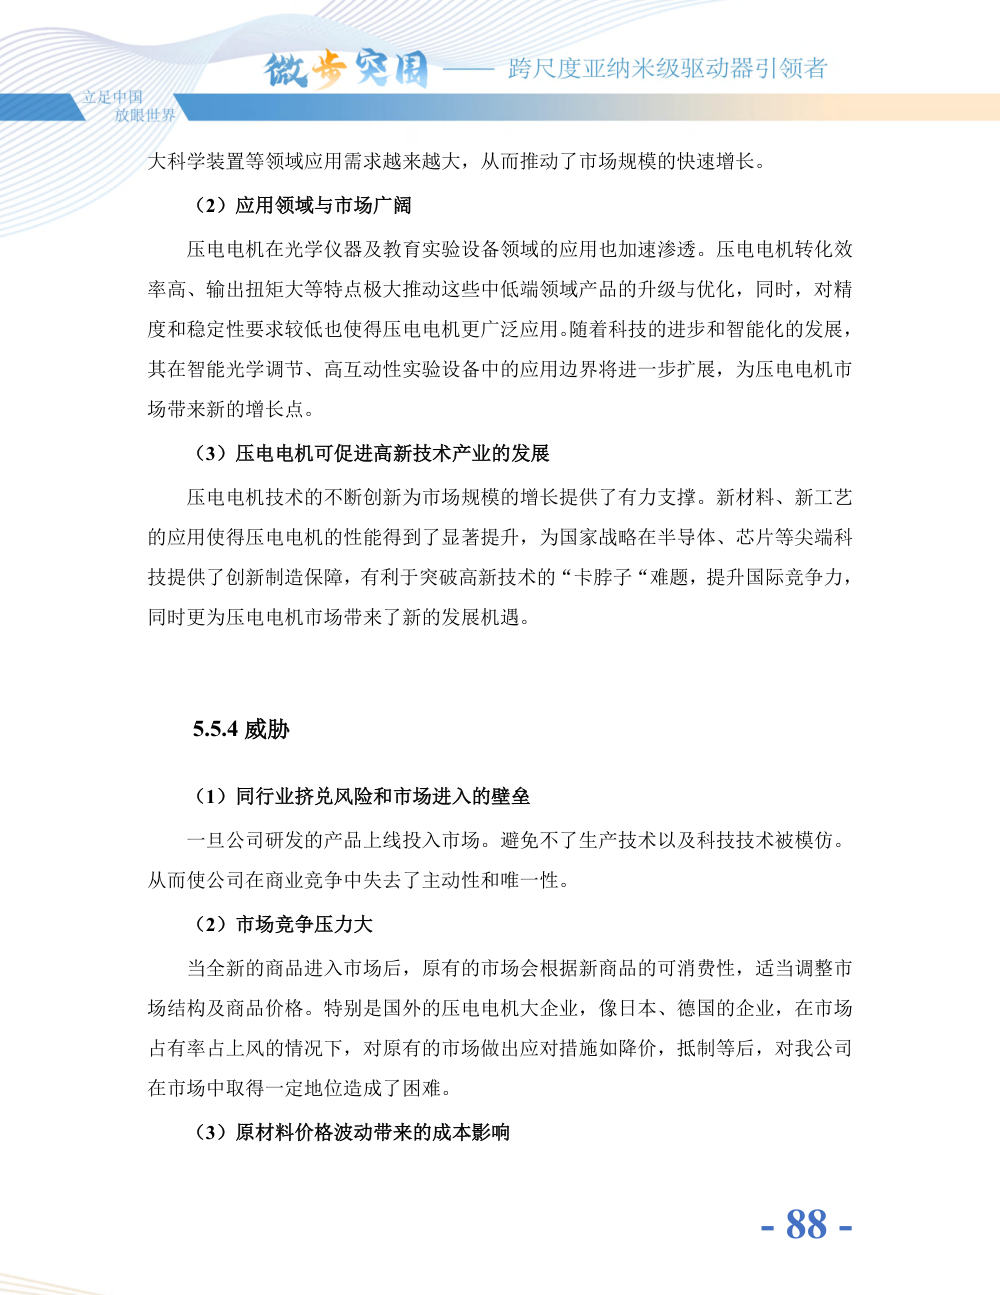 微步突围 —— 跨尺度亚纳米级驱动器引领者
立足中国
放眼世界
大科学装置等领域应用需求越来越大，从而推动了市场规模的快速增长。
（2）应用领域与市场广阔
压电电机在光学仪器及教育实验设备领域的应用也加速渗透。压电电机转化效
率高、输出扭矩大等特点极大推动这些中低端领域产品的升级与优化，同时，对精
度和稳定性要求较低也使得压电电机更广泛应用。随着科技的进步和智能化的发展，
其在智能光学调节、高互动性实验设备中的应用边界将进一步扩展，为压电电机市
场带来新的增长点。
（3）压电电机可促进高新技术产业的发展
压电电机技术的不断创新为市场规模的增长提供了有力支撑。新材料、新工艺
的应用使得压电电机的性能得到了显著提升，为国家战略在半导体、芯片等尖端科
技提供了创新制造保障，有利于突破高新技术的“卡脖子“难题，提升国际竞争力，
同时更为压电电机市场带来了新的发展机遇。
5.5.4 威胁
（1）同行业挤兑风险和市场进入的壁垒
一旦公司研发的产品上线投入市场。避免不了生产技术以及科技技术被模仿。
从而使公司在商业竞争中失去了主动性和唯一性。
（2）市场竞争压力大
当全新的商品进入市场后，原有的市场会根据新商品的可消费性，适当调整市
场结构及商品价格。特别是国外的压电电机大企业，像日本、德国的企业，在市场
占有率占上风的情况下，对原有的市场做出应对措施如降价，抵制等后，对我公司
在市场中取得一定地位造成了困难。
（3）原材料价格波动带来的成本影响
- 88 -